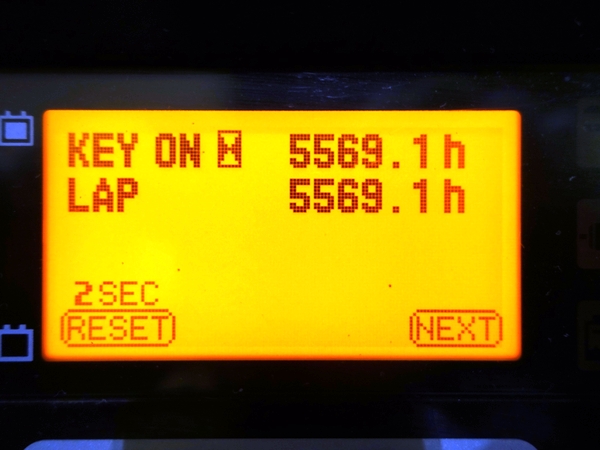 KEY ON 5569.1h
LAP 5569.1h
2SEC
RESET NEXT